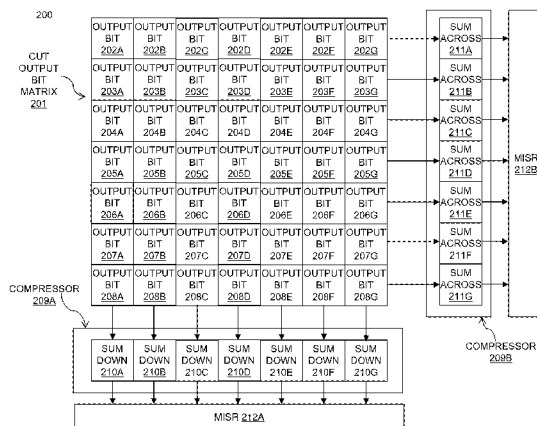 200
CUT
OUTPUT
BIT
MATRIX
201
OUTPUT OUTPUT OUTPUT OUTPUT OUTPUT OUTPUT OUTPUT
BIT BIT BIT BIT BIT BIT BIT
202A 202B 202C 202D 202E 202F 202G
OUTPUT OUTPUT OUTPUT OUTPUT OUTPUT OUTPUT OUTPUT
BIT BIT BIT BIT BIT BIT BIT
203A 203B 203C 203D 203E 203F 203G
OUTPUT OUTPUT OUTPUT OUTPUT OUTPUT OUTPUT OUTPUT
BIT BIT BIT BIT BIT BIT BIT
204A 204B 204C 204D 204E 204F 204G
OUTPUT OUTPUT OUTPUT OUTPUT OUTPUT OUTPUT OUTPUT
BIT BIT BIT BIT BIT BIT BIT
205A 205B 205C 205D 205E 205F 205G
OUTPUT OUTPUT OUTPUT OUTPUT OUTPUT OUTPUT OUTPUT
BIT BIT BIT BIT BIT BIT BIT
206A 206B 206C 206D 206E 206F 206G
OUTPUT OUTPUT OUTPUT OUTPUT OUTPUT OUTPUT OUTPUT
BIT BIT BIT BIT BIT BIT BIT
207A 207B 207C 207D 207E 207F 207G
OUTPUT OUTPUT OUTPUT OUTPUT OUTPUT OUTPUT OUTPUT
BIT BIT BIT BIT BIT BIT BIT
208A 208B 208C 208D 208E 208F 208G
SUM
ACROSS
211A
SUM
ACROSS
211B
SUM
ACROSS
211C
SUM
ACROSS
211D
SUM
ACROSS
211E
SUM
ACROSS
211F
SUM
ACROSS
211G
MISR
212B
COMPRESSOR
209B
COMPRESSOR
209A
SUM SUM SUM SUM SUM SUM SUM
DOWN DOWN DOWN DOWN DOWN DOWN DOWN
210A 210B 210C 210D 210E 210F 210G
MISR 212A